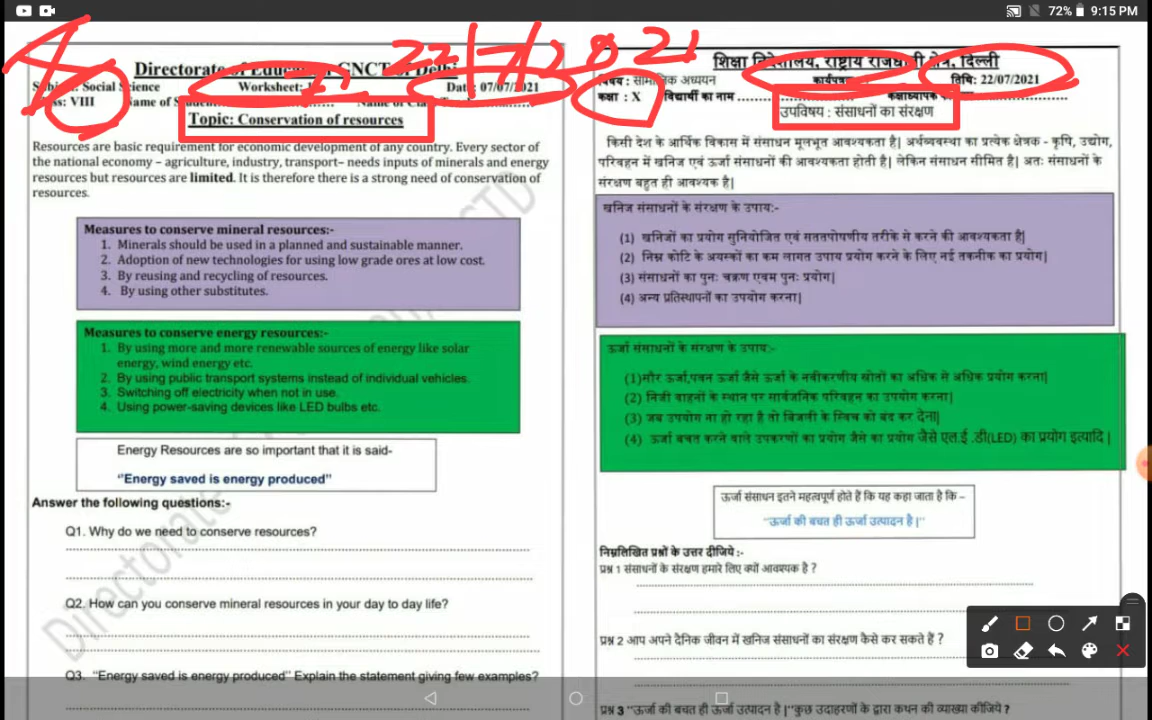 72% 9:15 PM
22/7/2021
Directorate of Education GNCT of Delhi
Subject: Social Science Worksheet: 7 Date: 07/07/2021
Class: VIII Name of
Topic: Conservation of resources
Resources are basic requirement for economic development of any country. Every sector of
the national economy – agriculture, industry, transport– needs inputs of minerals and energy
resources but resources are limited. It is therefore there is a strong need of conservation of
resources.
Measures to conserve mineral resources:-
1. Minerals should be used in a planned and sustainable manner.
2. Adoption of new technologies for using low grade ores at low cost.
3. By reusing and recycling of resources.
4. By using other substitutes.
Measures to conserve energy resources:-
1. By using more and more renewable sources of energy like solar
energy, wind energy etc.
2. By using public transport systems instead of individual vehicles.
3. Switching off electricity when not in use.
4. Using power-saving devices like LED bulbs etc.
Energy Resources are so important that it is said-
“Energy saved is energy produced”
Answer the following questions:-
Q1. Why do we need to conserve resources?
Q2. How can you conserve mineral resources in your day to day life?
Q3. “Energy saved is energy produced” Explain the statement giving few examples?
Directorate
शिक्षा निदेशालय, राष्ट्रीय राजधानी क्षेत्र, दिल्ली
विषय : सामाजिक अध्ययन कार्यपत्रक तिथि: 22/07/2021
कक्षा : X विद्यार्थी का नाम कक्षाध्यापक
उपविषय : संसाधनों का संरक्षण
किसी देश के आर्थिक विकास में संसाधन मूलभूत आवश्यकता है| अर्थव्यवस्था का प्रत्येक क्षेत्रक - कृषि, उद्योग,
परिवहन में खनिज एवं ऊर्जा संसाधनों की आवश्यकता होती है| लेकिन संसाधन सीमित है| अतः संसाधनों के
संरक्षण बहुत ही आवश्यक है|
खनिज संसाधनों के संरक्षण के उपाय:-
(1) खनिजों का प्रयोग सुनियोजित एवं सततपोषणीय तरीके से करने की आवश्यकता है|
(2) निम्न कोटि के अयस्कों का कम लागत उपाय प्रयोग करने के लिए नई तकनीक का प्रयोग|
(3) संसाधनों का पुनः चक्रण एवम पुनः प्रयोग|
(4) अन्य प्रतिस्थापनों का उपयोग करना|
ऊर्जा संसाधनों के संरक्षण के उपाय:-
(1)सौर ऊर्जा,पवन ऊर्जा जैसे ऊर्जा के नवीकरणीय स्रोतों का अधिक से अधिक प्रयोग करना|
(2) निजी वाहनों के स्थान पर सार्वजनिक परिवहन का उपयोग करना|
(3) जब उपयोग ना हो रहा है तो बिजली के स्विच को बंद कर देना|
(4) ऊर्जा बचत करने वाले उपकरणों का प्रयोग जैसे का प्रयोग जैसे एल.ई .डी(LED) का प्रयोग इत्यादि |
ऊर्जा संसाधन इतने महत्वपूर्ण होते हैं कि यह कहा जाता है कि –
“ऊर्जा की बचत ही ऊर्जा उत्पादन है |”
निम्नलिखित प्रश्नों के उत्तर दीजिये :-
प्रश्न 1 संसाधनों के संरक्षण हमारे लिए क्यों आवश्यक है ?
प्रश्न 2 आप अपने दैनिक जीवन में खनिज संसाधनों का संरक्षण कैसे कर सकते हैं ?
प्रश्न 3 “ऊर्जा की बचत ही ऊर्जा उत्पादन है |”कुछ उदाहरणों के द्वारा कथन की व्याख्या कीजिये ?